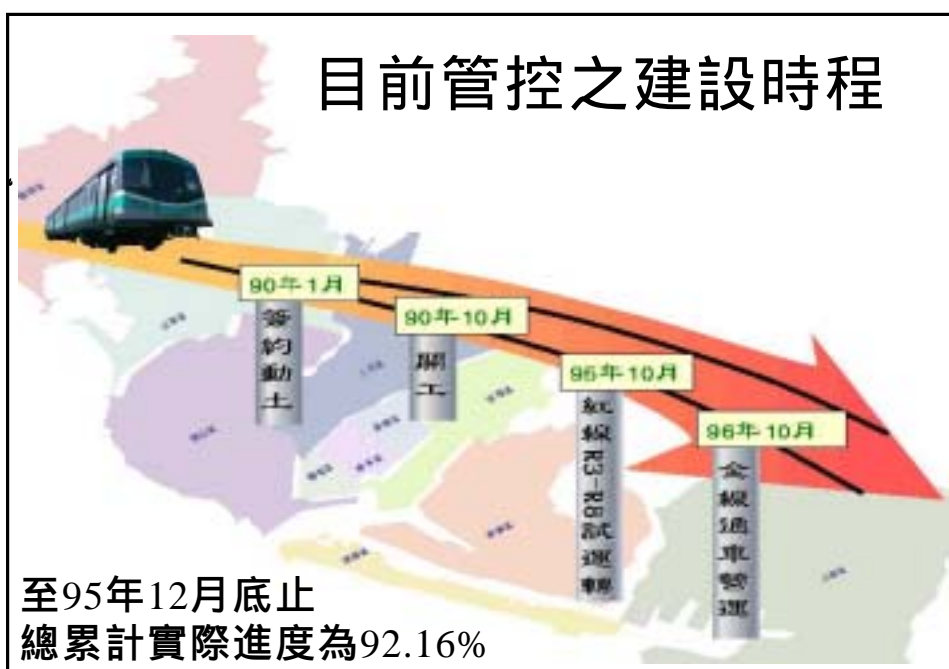 目前管控之建設時程
90年1月
簽約動土
90年10月
開工
95年10月
紅線R3-R8試運轉
96年10月
全線通車營運
至95年12月底止
總累計實際進度為92.16%